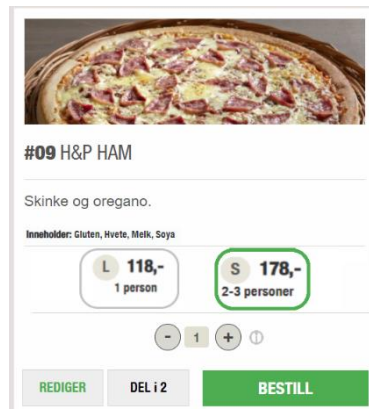 #09 H&P HAM
Skinke og oregano.
Inneholder: Gluten, Hvete, Melk, Soya
L 118,-
1 person
S 178,-
2-3 personer
- 1 +
REDIGER
DEL i 2
BESTILL